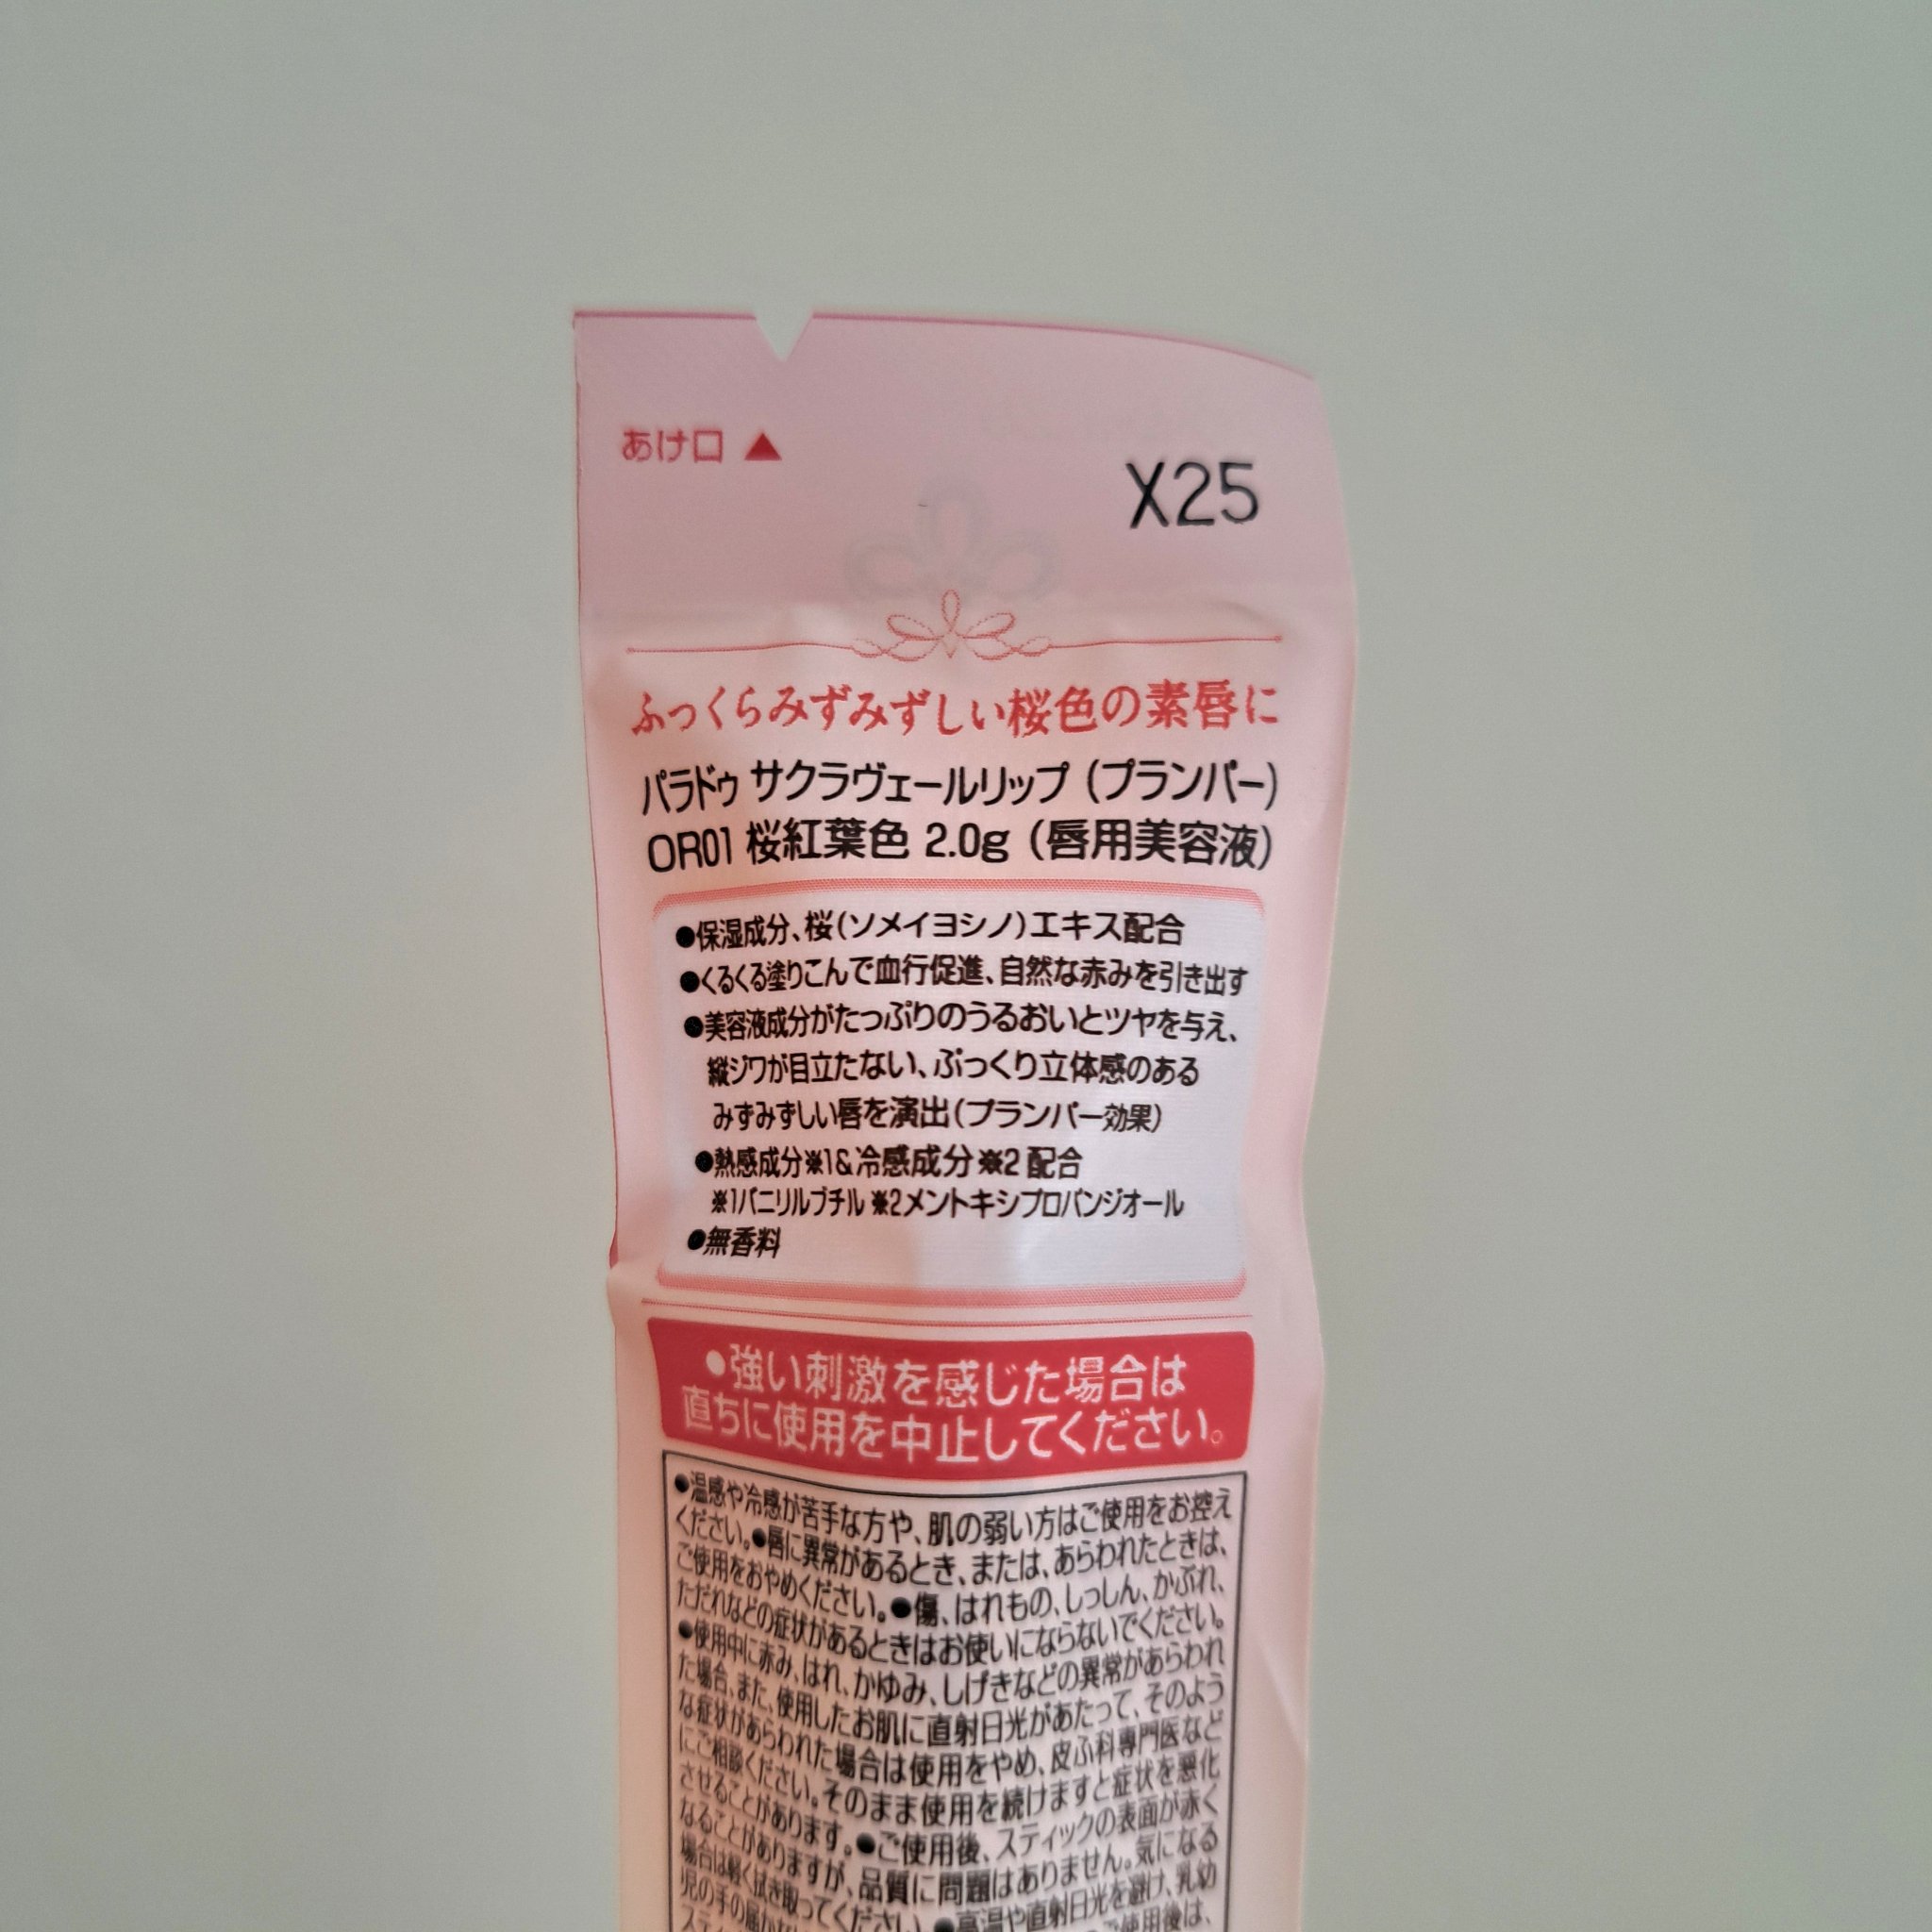 あけ口 ▲
X25
ふっくらみずみずしい桜色の素唇に
パラドゥ サクラヴェールリップ（プランパー）
OR01 桜紅葉色 2.0g（唇用美容液）
●保湿成分、桜（ソメイヨシノ）エキス配合
●くるくる塗りこんで血行促進、自然な赤みを引き出す
●美容液成分がたっぷりのうるおいとツヤを与え、
縦ジワが目立たない、ぷっくり立体感のある
みずみずしい唇を演出（プランパー効果）
●熱感成分※1&冷感成分※2 配合
※1バニリルブチル ※2メントキシプロパンジオール
●無香料
●強い刺激を感じた場合は
直ちに使用を中止してください。
●温感や冷感が苦手な方や、肌の弱い方はご使用をお控え
ください。●唇に異常があるとき、または、あらわれたときは、
ご使用をおやめください。●傷、はれもの、しっしん、かぶれ、
ただれなどの症状があるときはお使いにならないでください。
●使用中に赤み、はれ、かゆみ、しげきなどの異常があらわれ
た場合、また、使用したお肌に直射日光があたって、そのよう
な症状があらわれた場合は使用をやめ、皮ふ科専門医など
にご相談ください。そのまま使用を続けますと症状を悪化
させることがあります。●ご使用後、スティックの表面が赤く
なることがありますが、品質に問題はありません。気になる
場合は軽く拭き取ってください。●高温や直射日光を避け、乳幼
児の手の届かな ご使用後は、
スティ